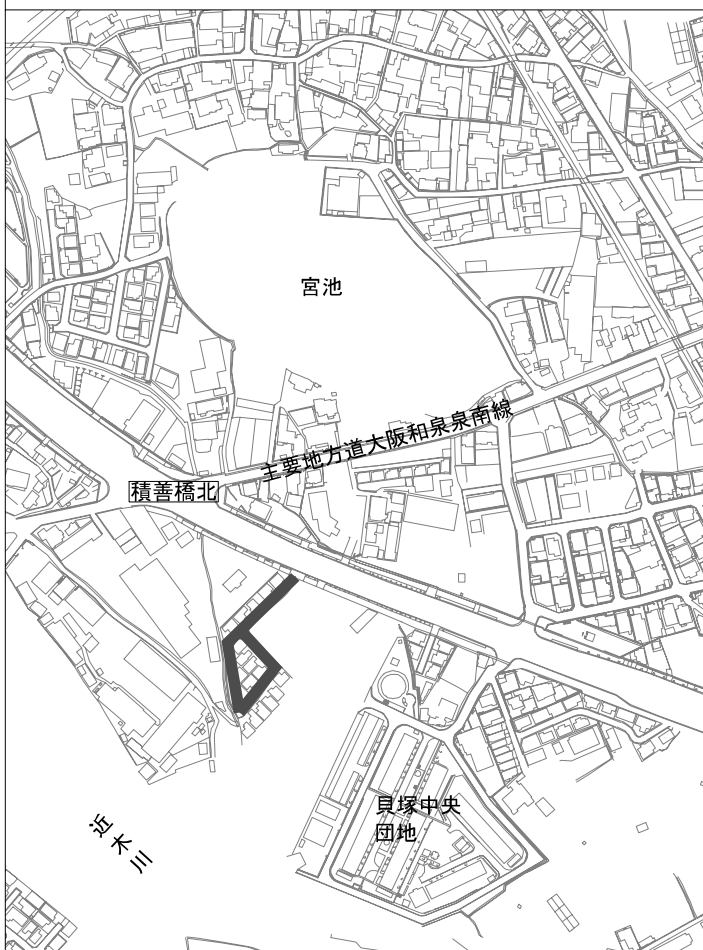 宮池
主要地方道大阪和泉泉南線
積善橋北
貝塚中央
団地
近木川